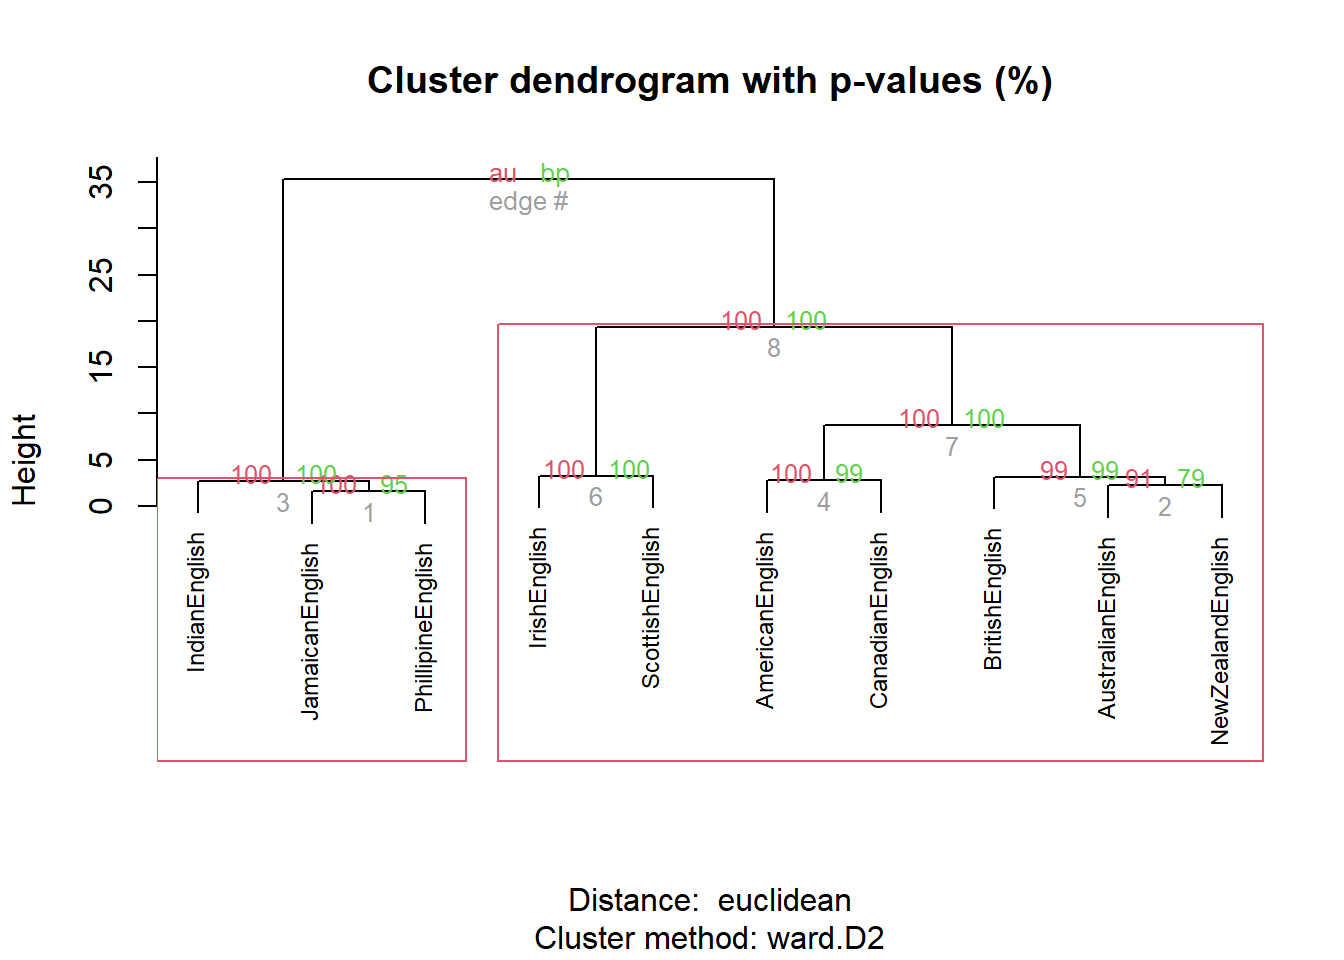 Cluster dendrogram with p-values (%)
35
25
15
5
0
Height
au bp
edge #
100 100
8
100 100
7
100 100
3
100 95
1
100 100
6
100 99
4
99 99
5
91 79
2
IndianEnglish
JamaicanEnglish
PhillipineEnglish
IrishEnglish
ScottishEnglish
AmericanEnglish
CanadianEnglish
BritishEnglish
AustralianEnglish
NewZealandEnglish
Distance: euclidean
Cluster method: ward.D2